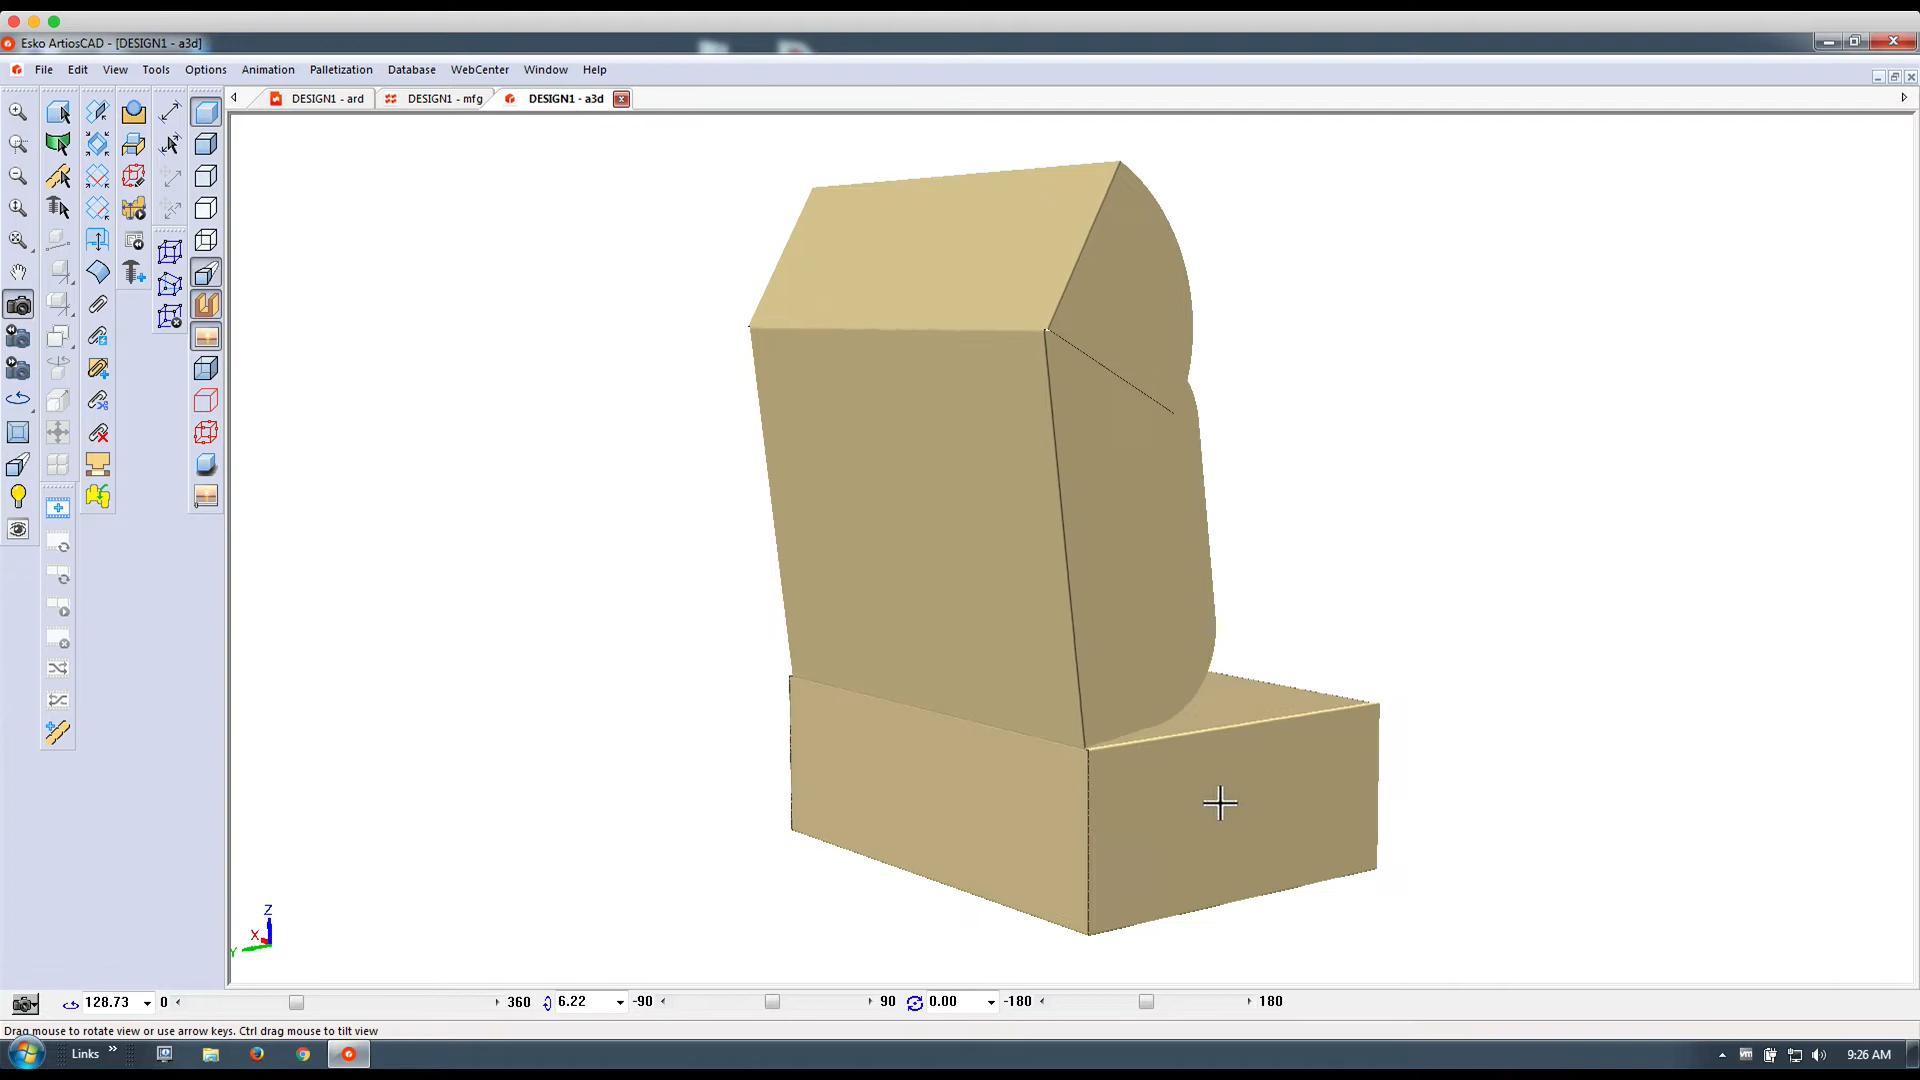 Esko ArtiosCAD - [DESIGN1 - a3d]
File Edit View Tools Options Animation Palletization Database WebCenter Window Help
DESIGN1 - ard DESIGN1 - mfg DESIGN1 - a3d
Z
X
Y
128.73 0 360 6.22 -90 90 0.00 -180 180
Drag mouse to rotate view or use arrow keys. Ctrl drag mouse to tilt view
Links » 9:26 AM